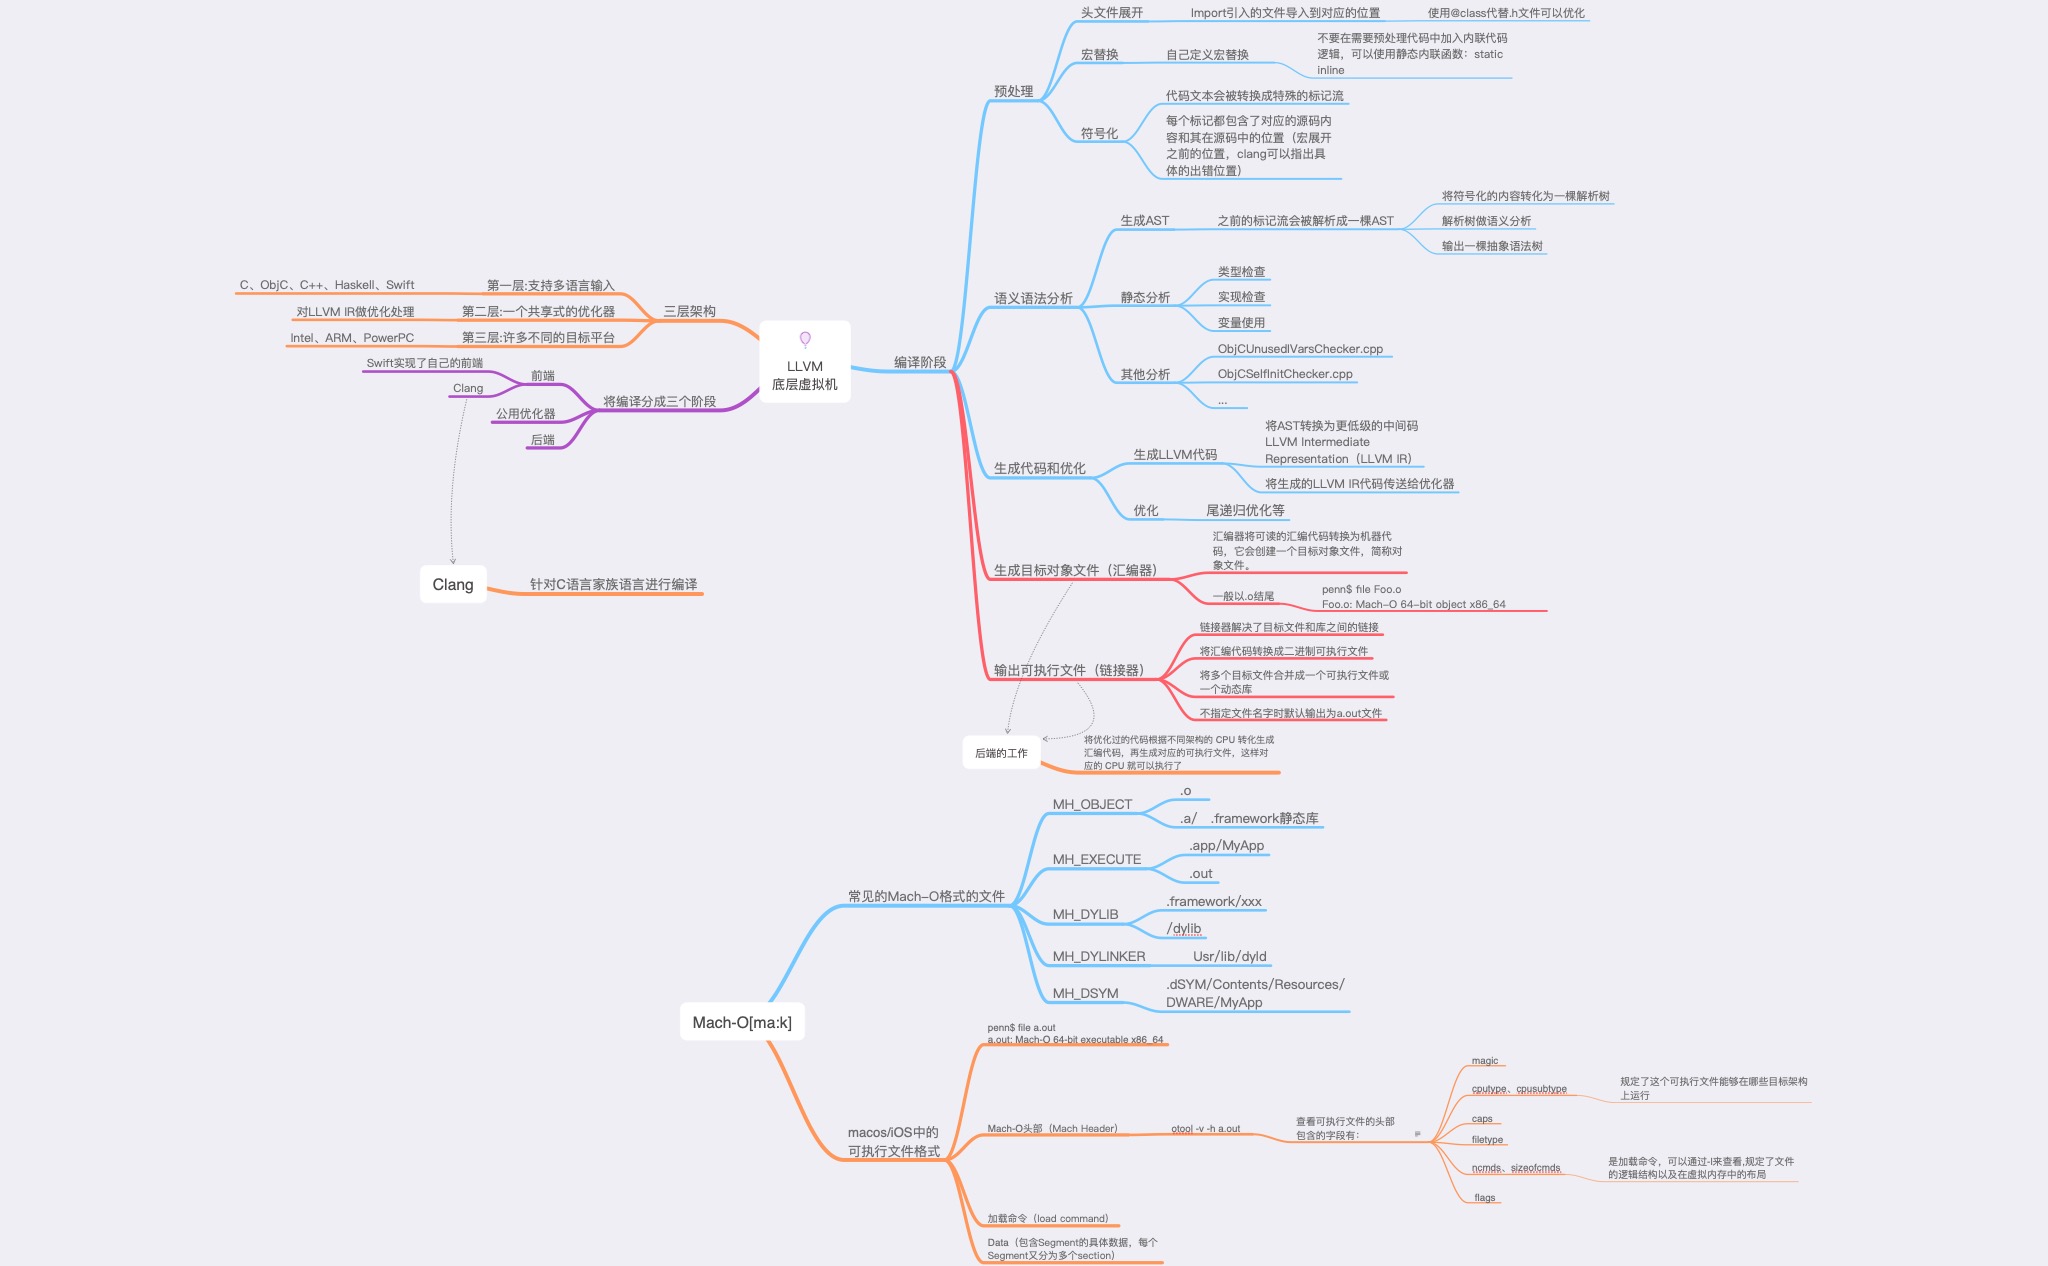 头文件展开
Import引入的文件导入到对应的位置
使用@class代替.h文件可以优化
宏替换
自己定义宏替换
不要在需要预处理代码中加入内联代码
逻辑，可以使用静态内联函数：static
inline
预处理
符号化
代码文本会被转换成特殊的标记流
每个标记都包含了对应的源码内
容和其在源码中的位置（宏展开
之前的位置，clang可以指出具
体的出错位置）
生成AST
之前的标记流会被解析成一棵AST
将符号化的内容转化为一棵解析树
解析树做语义分析
输出一棵抽象语法树
语义语法分析
静态分析
类型检查
实现检查
变量使用
其他分析
ObjCUnusedIVarsChecker.cpp
ObjCSelfInitChecker.cpp
...
C、ObjC、C++、Haskell、Swift
第一层:支持多语言输入
对LLVM IR做优化处理
第二层:一个共享式的优化器
Intel、ARM、PowerPC
第三层:许多不同的目标平台
三层架构
LLVM
底层虚拟机
编译阶段
Swift实现了自己的前端
Clang
前端
公用优化器
后端
将编译分成三个阶段
生成代码和优化
生成LLVM代码
将AST转换为更低级的中间码
LLVM Intermediate
Representation（LLVM IR）
将生成的LLVM IR代码传送给优化器
优化
尾递归优化等
Clang
针对C语言家族语言进行编译
生成目标对象文件（汇编器）
汇编器将可读的汇编代码转换为机器代
码，它会创建一个目标对象文件，简称对
象文件。
一般以.o结尾
penn$ file Foo.o
Foo.o: Mach-O 64-bit object x86_64
输出可执行文件（链接器）
链接器解决了目标文件和库之间的链接
将汇编代码转换成二进制可执行文件
将多个目标文件合并成一个可执行文件或
一个动态库
不指定文件名字时默认输出为a.out文件
后端的工作
将优化过的代码根据不同架构的 CPU 转化生成
汇编代码，再生成对应的可执行文件，这样对
应的 CPU 就可以执行了
MH_OBJECT
.o
.a/ .framework静态库
MH_EXECUTE
.app/MyApp
.out
常见的Mach-O格式的文件
MH_DYLIB
.framework/xxx
/dylib
MH_DYLINKER
Usr/lib/dyld
MH_DSYM
.dSYM/Contents/Resources/
DWARE/MyApp
Mach-O[ma:k]
macos/iOS中的
可执行文件格式
penn$ file a.out
a.out: Mach-O 64-bit executable x86_64
Mach-O头部（Mach Header）
otool -v -h a.out
查看可执行文件的头部
包含的字段有：
magic
cputype、cpusubtype
规定了这个可执行文件能够在哪些目标架构
上运行
caps
filetype
ncmds、sizeofcmds
是加载命令，可以通过-l来查看,规定了文件
的逻辑结构以及在虚拟内存中的布局
flags
加载命令（load command）
Data（包含Segment的具体数据，每个
Segment又分为多个section）